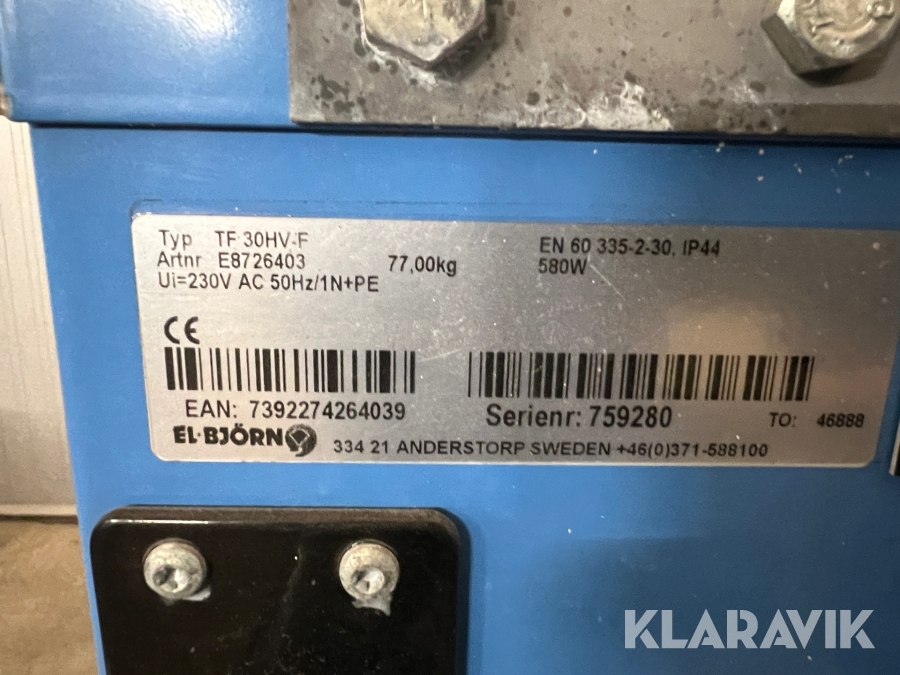 Typ TF 30HV-F EN 60 335-2-30, IP44
Artnr E8726403 77,00kg 580W
Ui=230V AC 50Hz/1N+PE
CE
EAN: 7392274264039 Serienr: 759280 TO: 46888
EL·BJÖRN 334 21 ANDERSTORP SWEDEN +46(0)371-588100
KLARAVIK